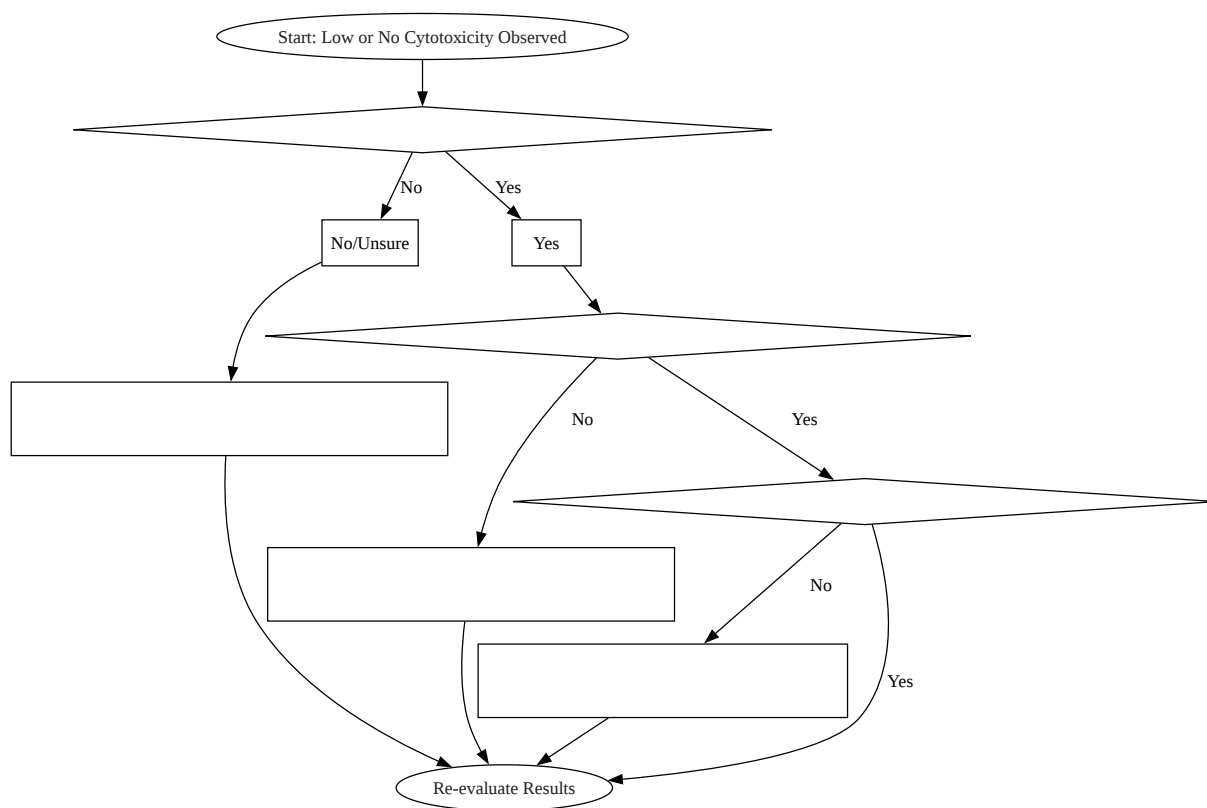 Start: Low or No Cytotoxicity Observed
No
Yes
No/Unsure
Yes
No
Yes
No
Yes
Re-evaluate Results